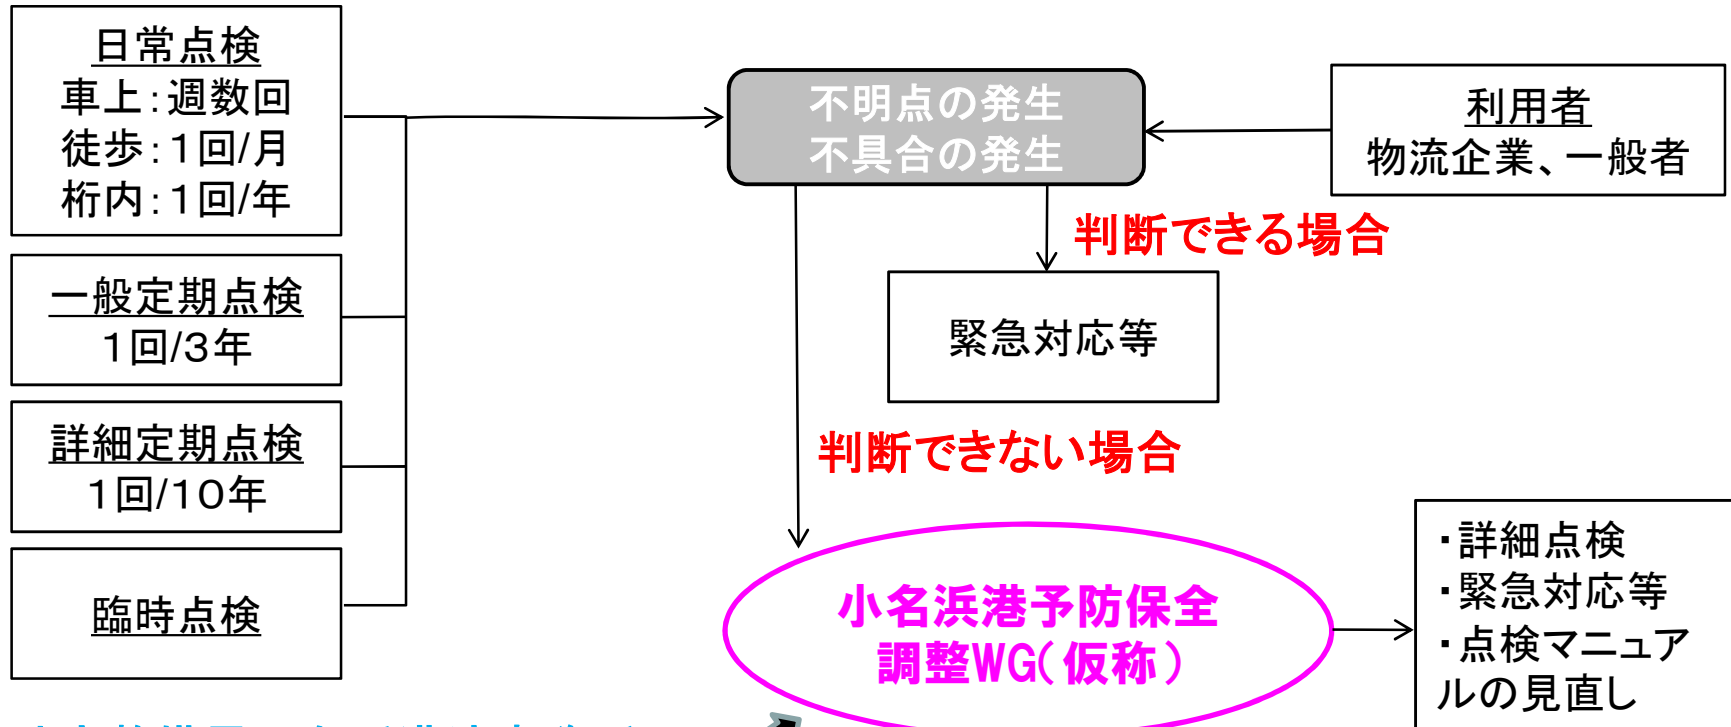 日常点検
車上：週数回
徒歩：１回/月
桁内：１回/年
一般定期点検
１回/３年
詳細定期点検
１回/１０年
臨時点検
不明点の発生
不具合の発生
利用者
物流企業、一般者
判断できる場合
緊急対応等
判断できない場合
小名浜港予防保全
調整WG（仮称）
・詳細点検
・緊急対応等
・点検マニュア
ルの見直し